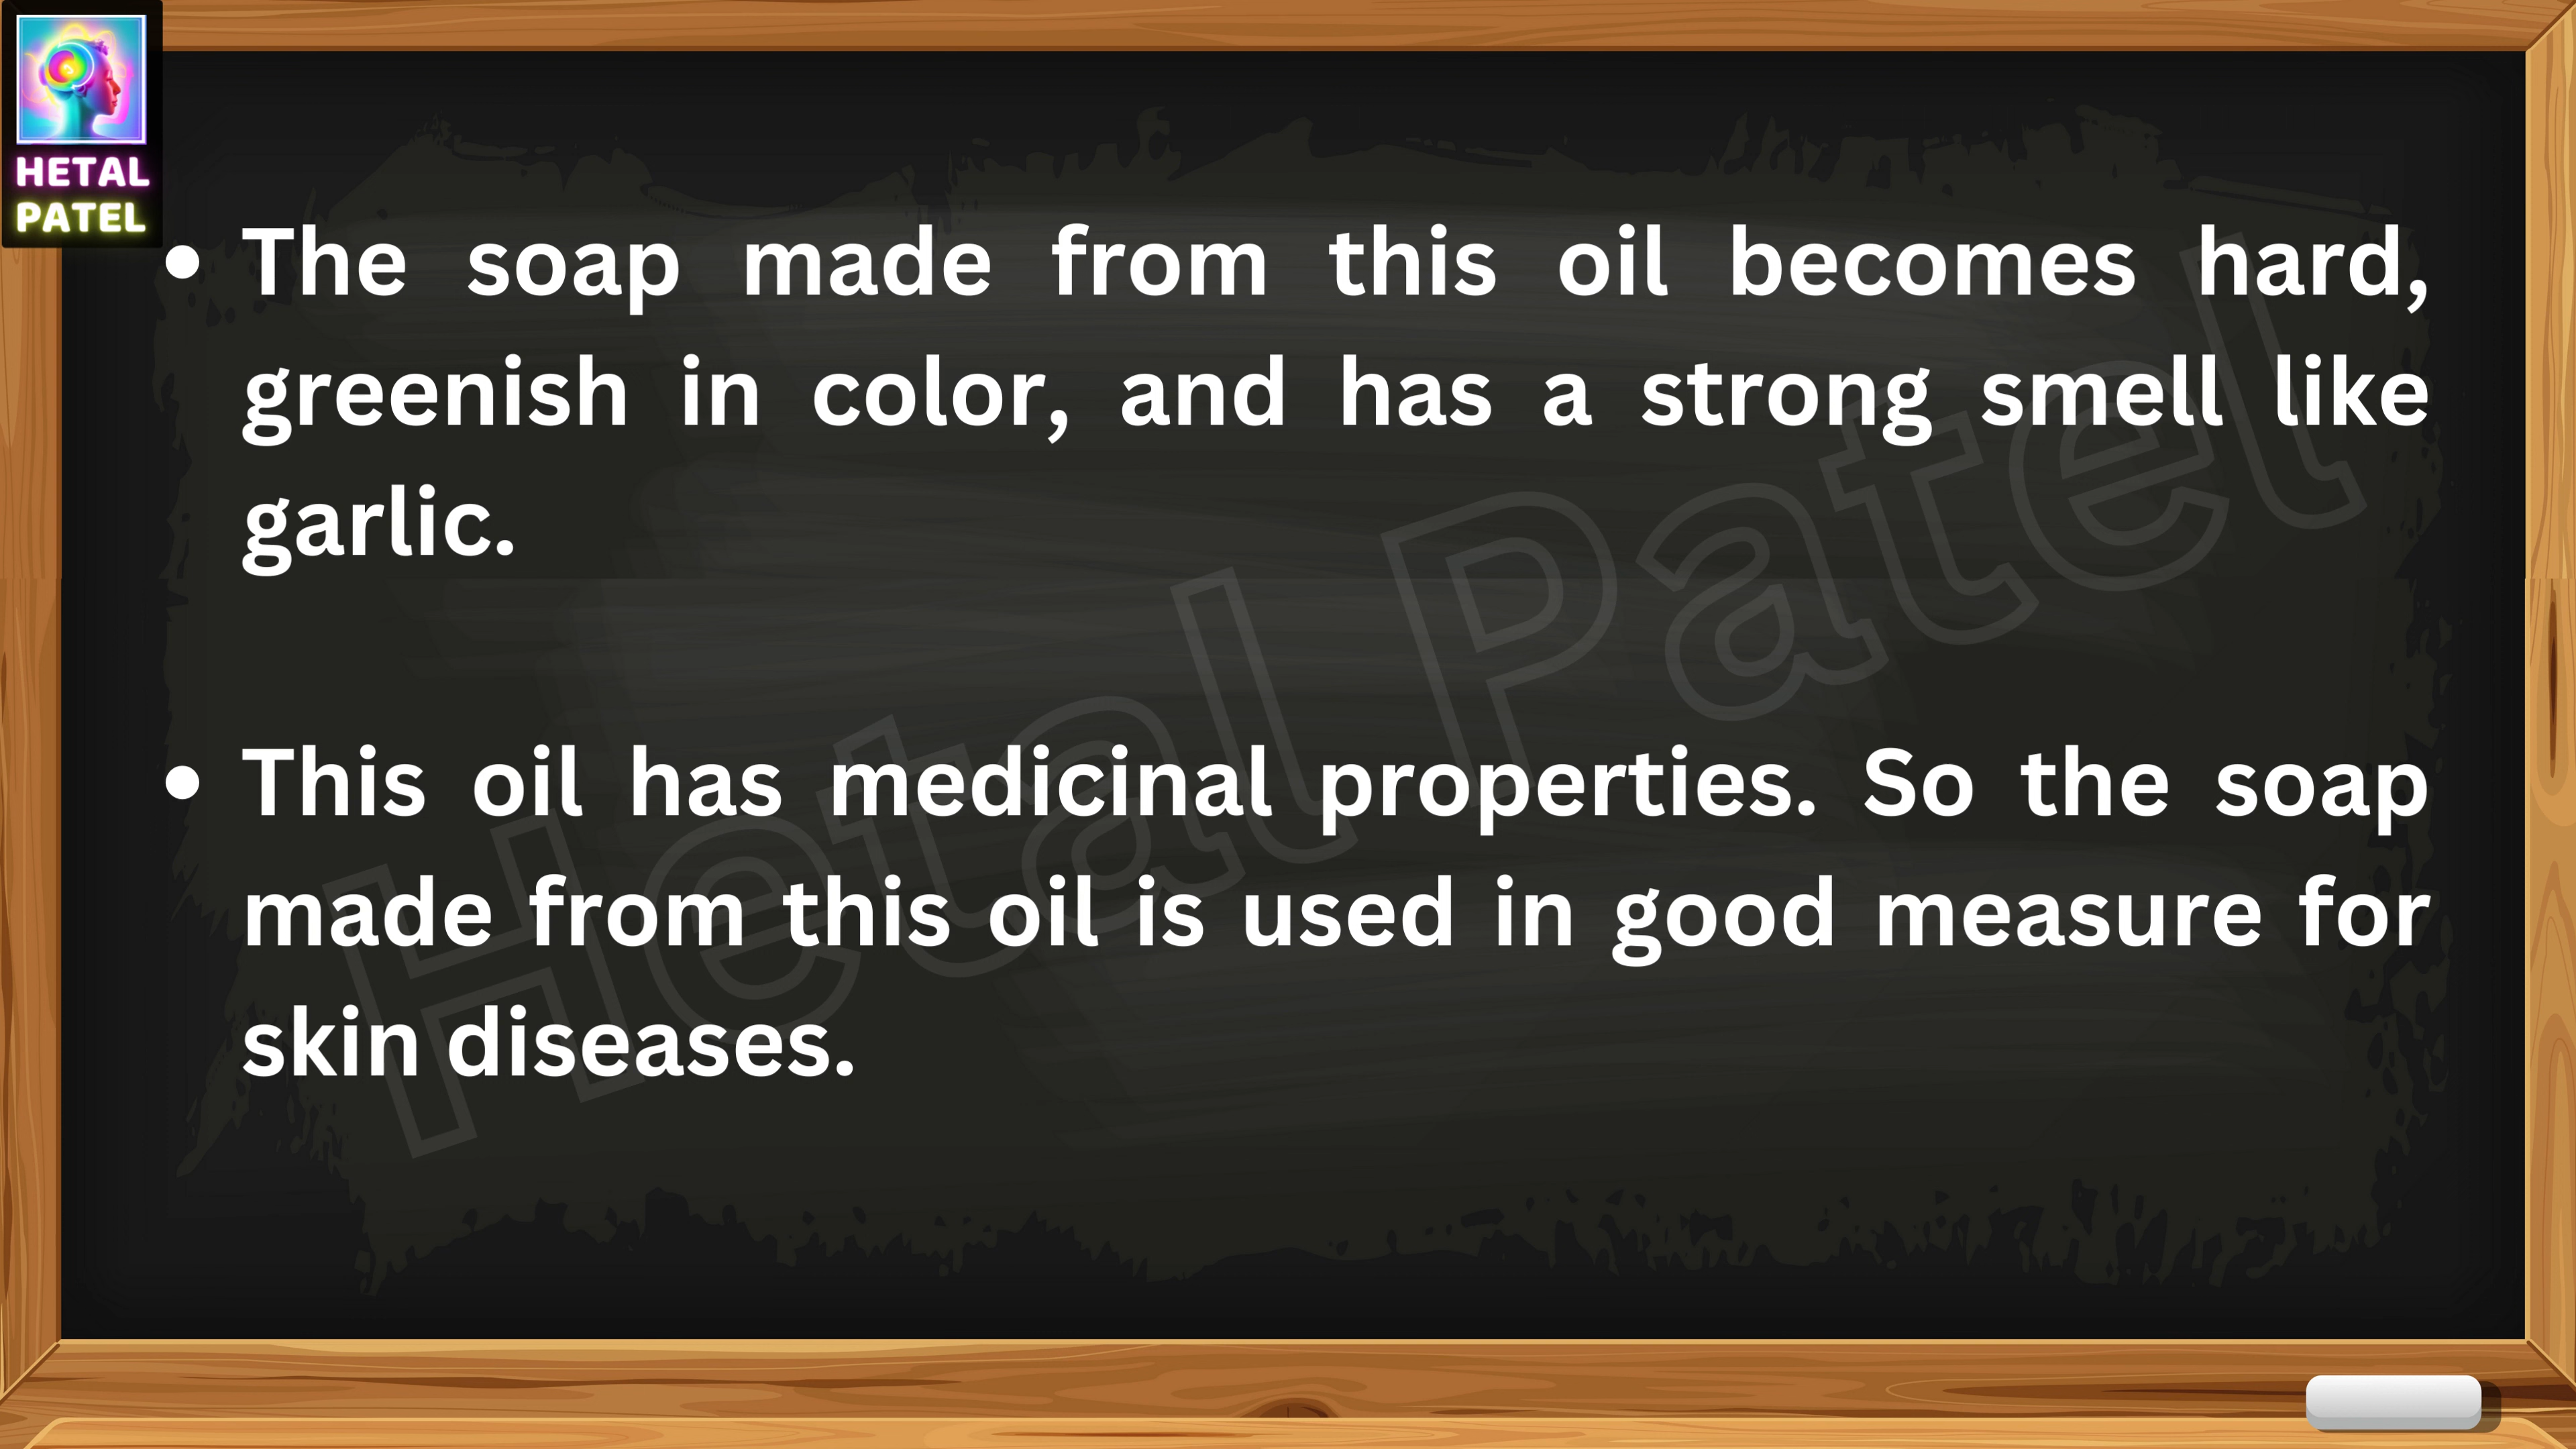 HETAL
PATEL
• The soap made from this oil becomes hard,
greenish in color, and has a strong smell like
garlic.
• This oil has medicinal properties. So the soap
made from this oil is used in good measure for
skin diseases.
Hetal Patel